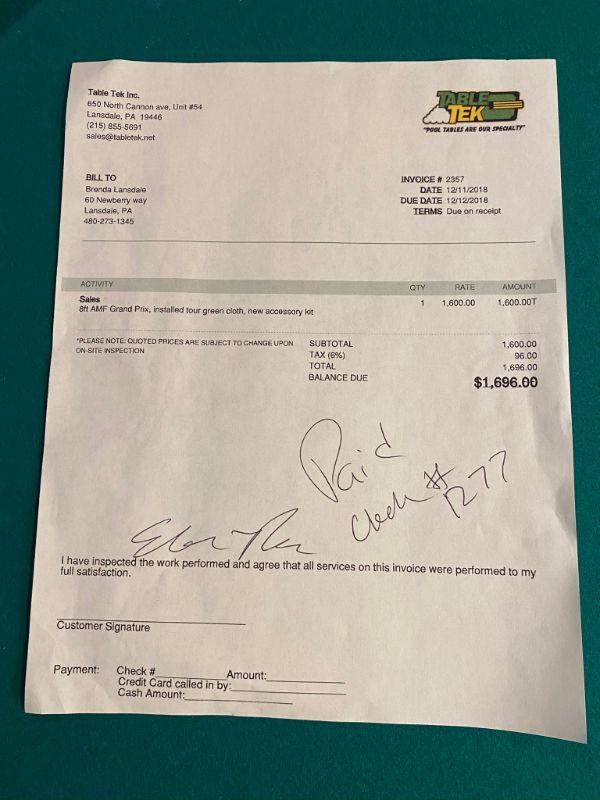 Table Tek Inc.
650 North Cannon ave, Unit #54
Lansdale, PA 19446
(215) 855-5691
sales@tabletek.net
TABLE
TEK
"POOL TABLES ARE OUR SPECIALTY"
BILL TO
Brenda Lansdale
60 Newberry way
Lansdale, PA
480-273-1345
INVOICE # 2357
DATE 12/11/2018
DUE DATE 12/12/2018
TERMS Due on receipt
ACTIVITY QTY RATE AMOUNT
Sales
8ft AMF Grand Prix, installed tour green cloth, new accessory kit 1 1,600.00 1,600.00T
*PLEASE NOTE: QUOTED PRICES ARE SUBJECT TO CHANGE UPON
ON-SITE INSPECTION
SUBTOTAL 1,600.00
TAX (6%) 96.00
TOTAL 1,696.00
BALANCE DUE $1,696.00
Paid
Check #
1277
I have inspected the work performed and agree that all services on this invoice were performed to my
full satisfaction.
Customer Signature
Payment: Check # Amount:
Credit Card called in by:
Cash Amount: